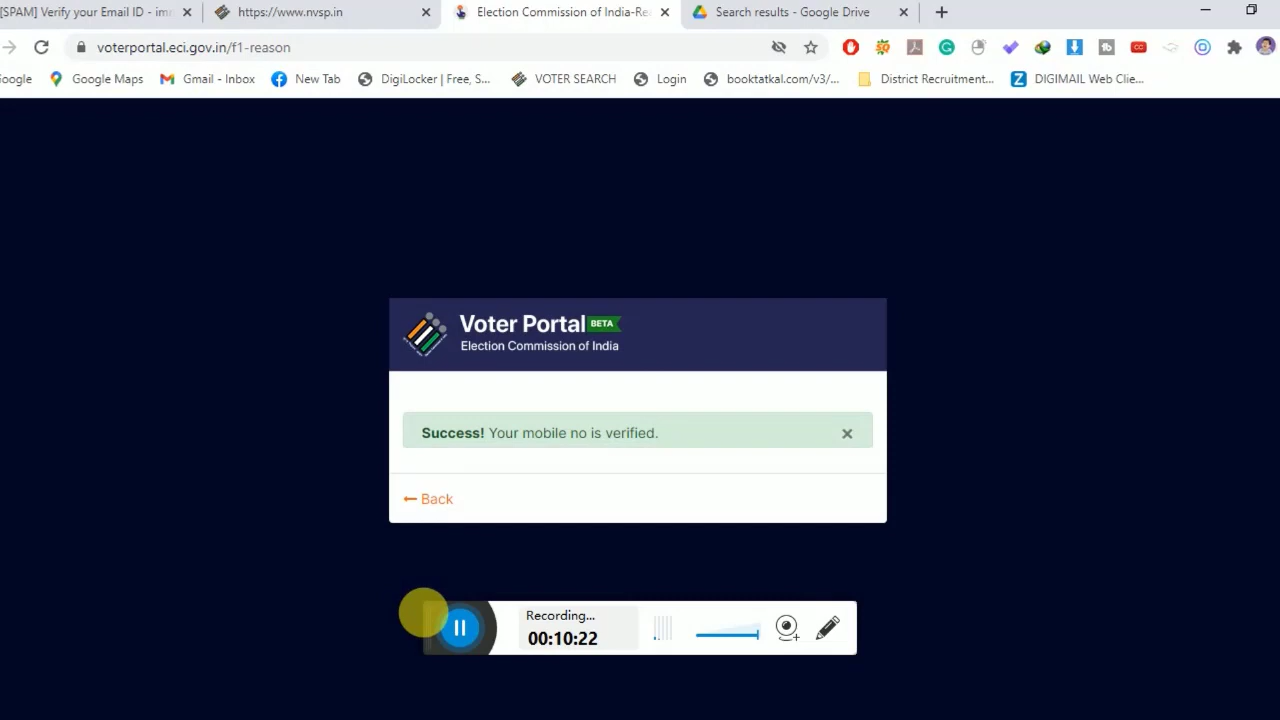 [SPAM] Verify your Email ID - im
https://www.nvsp.in
Election Commission of India-Re
Search results - Google Drive
voterportal.eci.gov.in/f1-reason
oogle
Google Maps
Gmail - Inbox
New Tab
DigiLocker | Free, S...
VOTER SEARCH
Login
booktatkal.com/v3/...
District Recruitment...
DIGIMAIL Web Clie...
Voter Portal BETA
Election Commission of India
Success! Your mobile no is verified.
← Back
Recording...
00:10:22